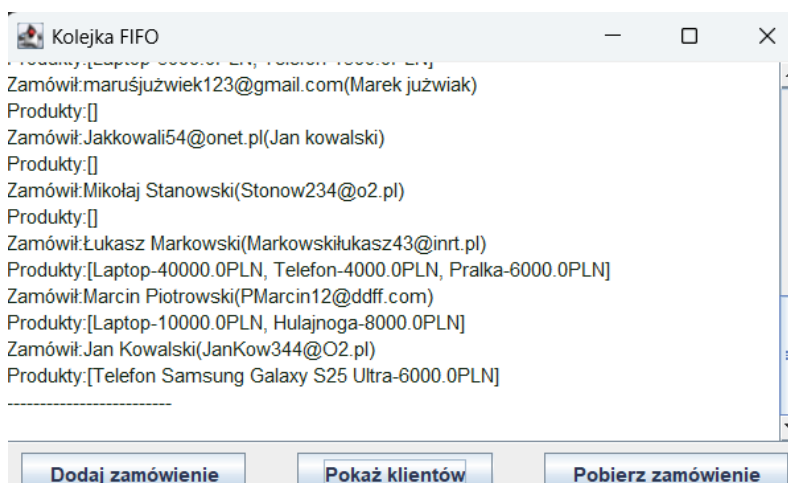 Kolejka FIFO
Zamówił:maruśjużwiek123@gmail.com(Marek jużwiak)
Produkty:[]
Zamówił:Jakkowali54@onet.pl(Jan kowalski)
Produkty:[]
Zamówił:Mikołaj Stanowski(Stonow234@o2.pl)
Produkty:[]
Zamówił:Łukasz Markowski(Markowskiłukasz43@inrt.pl)
Produkty:[Laptop-40000.0PLN, Telefon-4000.0PLN, Pralka-6000.0PLN]
Zamówił:Marcin Piotrowski(PMarcin12@ddff.com)
Produkty:[Laptop-10000.0PLN, Hulajnoga-8000.0PLN]
Zamówił:Jan Kowalski(JanKow344@O2.pl)
Produkty:[Telefon Samsung Galaxy S25 Ultra-6000.0PLN]
-------------------------
Dodaj zamówienie Pokaż klientów Pobierz zamówienie